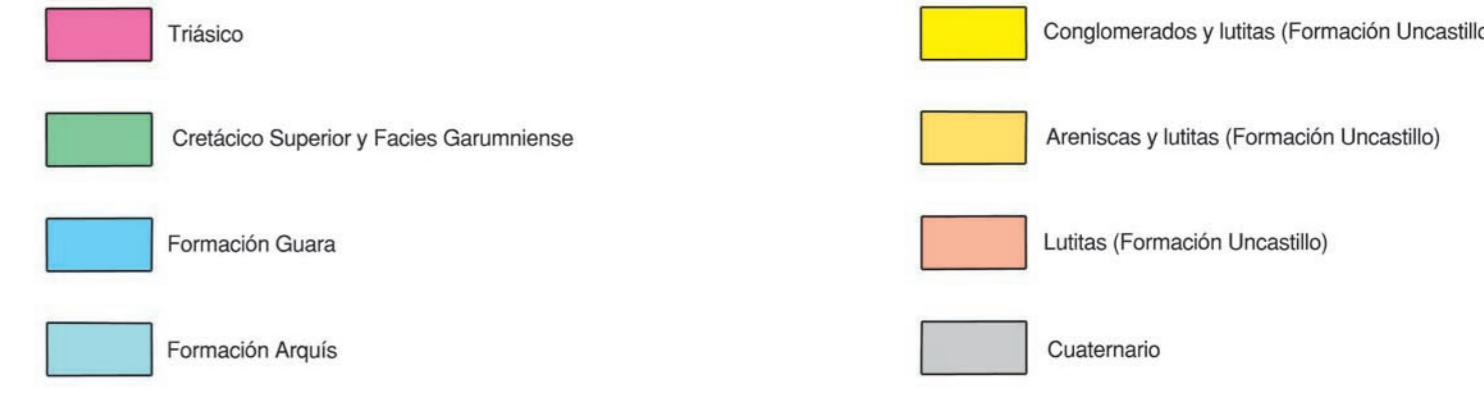 Triásico
Cretácico Superior y Facies Garumniense
Formación Guara
Formación Arquís
Conglomerados y lutitas (Formación Uncastillo
Areniscas y lutitas (Formación Uncastillo)
Lutitas (Formación Uncastillo)
Cuaternario